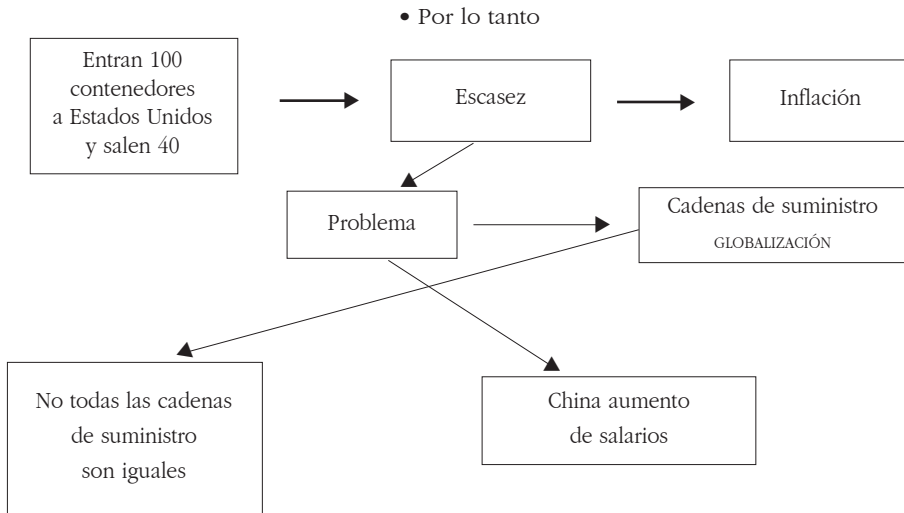 • Por lo tanto
Entran 100
contenedores
a Estados Unidos
y salen 40
Escasez
Inflación
Problema
Cadenas de suministro
GLOBALIZACIÓN
No todas las cadenas
de suministro
son iguales
China aumento
de salarios